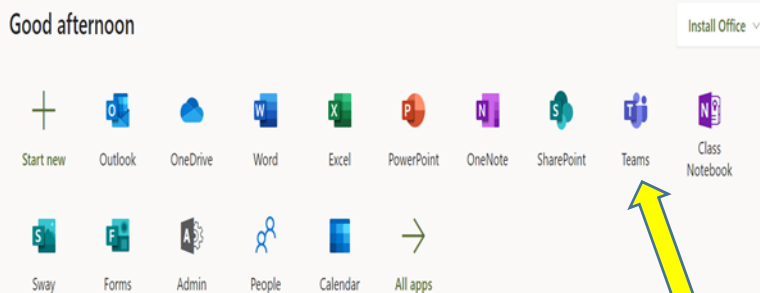 Good afternoon
Install Office
Start new
Outlook
OneDrive
Word
Excel
PowerPoint
OneNote
SharePoint
Teams
Class
Notebook
Sway
Forms
Admin
People
Calendar
All apps